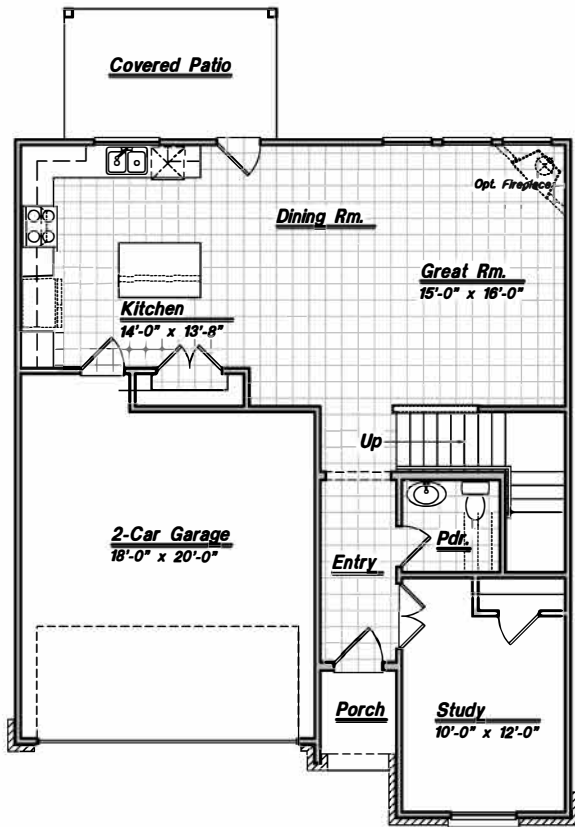 Covered Patio
Opt. Fireplace
Dining Rm.
Great Rm.
15'-0" x 16'-0"
Kitchen
14'-0" x 13'-8"
Up
2-Car Garage
18'-0" x 20'-0"
Pdr.
Entry
Porch
Study
10'-0" x 12'-0"